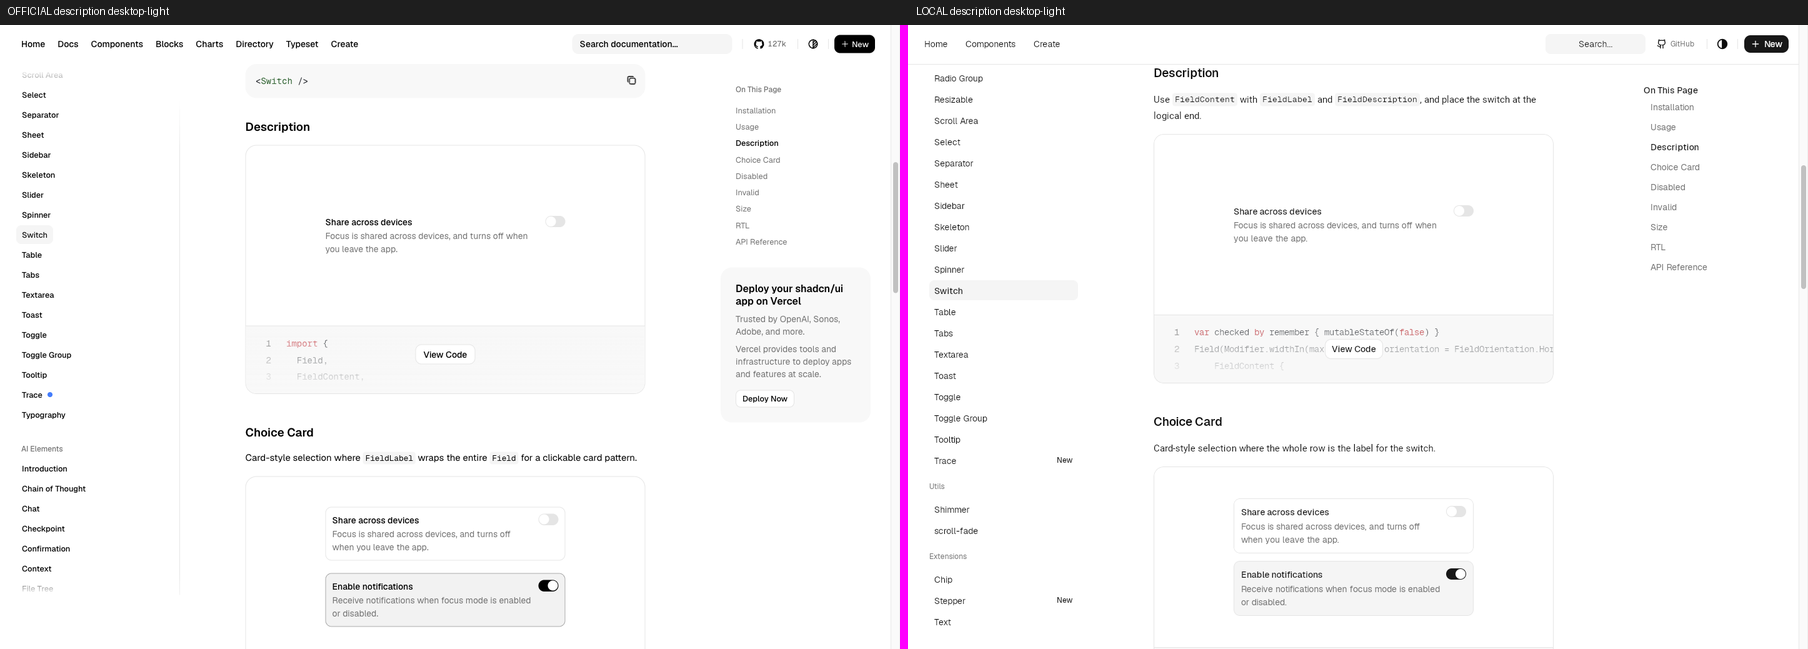 OFFICIAL description desktop-light
Home Docs Components Blocks Charts Directory Typeset Create
Search documentation...
127k
+ New
Scroll Area
Select
Separator
Sheet
Sidebar
Skeleton
Slider
Spinner
Switch
Table
Tabs
Textarea
Toast
Toggle
Toggle Group
Tooltip
Trace
Typography
AI Elements
Introduction
Chain of Thought
Chat
Checkpoint
Confirmation
Context
File Tree
<Switch />
Description
Share across devices
Focus is shared across devices, and turns off when
you leave the app.
1 import {
2 Field,
3 FieldContent,
View Code
Choice Card
Card-style selection where FieldLabel wraps the entire Field for a clickable card pattern.
Share across devices
Focus is shared across devices, and turns off
when you leave the app.
Enable notifications
Receive notifications when focus mode is enabled
or disabled.
On This Page
Installation
Usage
Description
Choice Card
Disabled
Invalid
Size
RTL
API Reference
Deploy your shadcn/ui
app on Vercel
Trusted by OpenAI, Sonos,
Adobe, and more.
Vercel provides tools and
infrastructure to deploy apps
and features at scale.
Deploy Now
LOCAL description desktop-light
Home Components Create
Search...
GitHub
+ New
Radio Group
Resizable
Scroll Area
Select
Separator
Sheet
Sidebar
Skeleton
Slider
Spinner
Switch
Table
Tabs
Textarea
Toast
Toggle
Toggle Group
Tooltip
Trace New
Utils
Shimmer
scroll-fade
Extensions
Chip
Stepper New
Text
Description
Use FieldContent with FieldLabel and FieldDescription, and place the switch at the
logical end.
Share across devices
Focus is shared across devices, and turns off when
you leave the app.
1 var checked by remember { mutableStateOf(false) }
2 Field(Modifier.widthIn(max orientation = FieldOrientation.Hor
3 FieldContent {
View Code
Choice Card
Card-style selection where the whole row is the label for the switch.
Share across devices
Focus is shared across devices, and turns off
when you leave the app.
Enable notifications
Receive notifications when focus mode is enabled
or disabled.
On This Page
Installation
Usage
Description
Choice Card
Disabled
Invalid
Size
RTL
API Reference